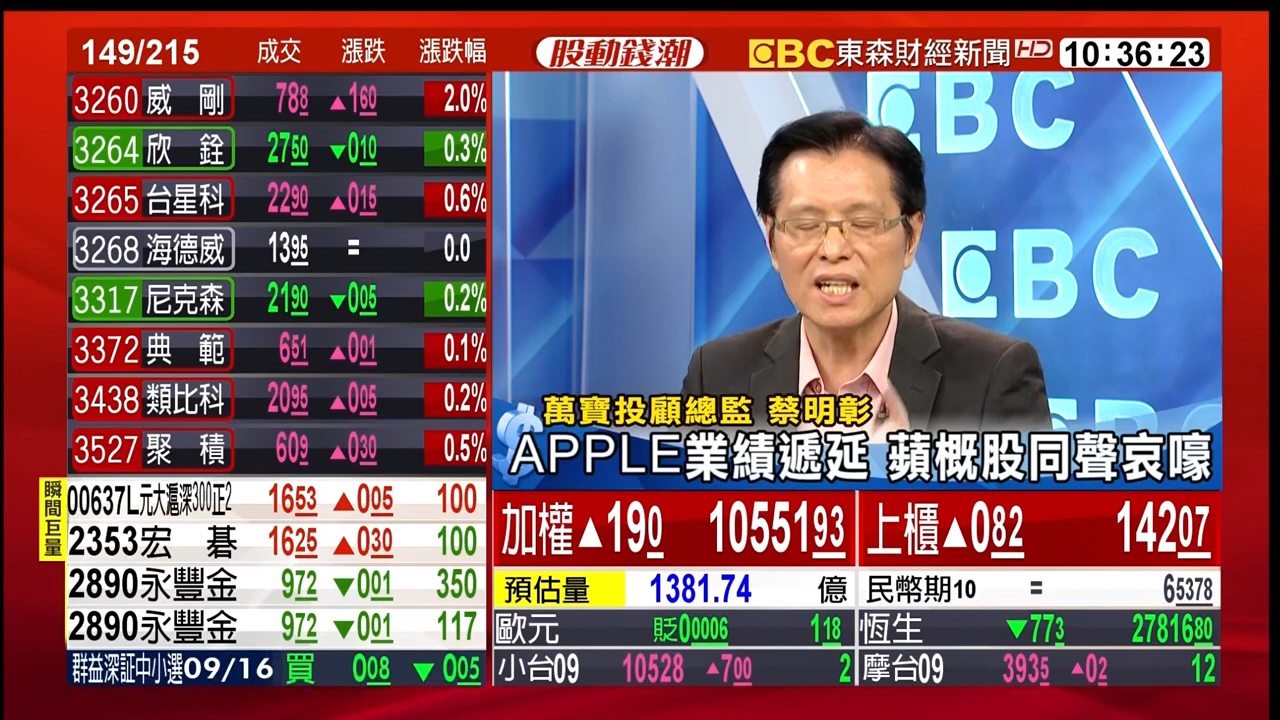 149/215 成交 漲跌 漲跌幅
股動錢潮
EBC 東森財經新聞 HD 10:36:23
3260 威剛 788 ▲160 2.0%
3264 欣銓 2750 ▼010 0.3%
3265 台星科 2290 ▲015 0.6%
3268 海德威 1395 = 0.0
3317 尼克森 2190 ▼005 0.2%
3372 典範 651 ▲001 0.1%
3438 類比科 2095 ▲005 0.2%
3527 聚積 609 ▲030 0.5%
瞬間巨量
00637L元大滬深300正2 1653 ▲005 100
2353宏碁 1625 ▲030 100
2890永豐金 972 ▼001 350
2890永豐金 972 ▼001 117
群益深証中小選09/16 買 008 ▼005
EBC
EBC
EBC
萬寶投顧總監 蔡明彰
APPLE業績遞延 蘋概股同聲哀嚎
加權▲190 1055193
上櫃▲082 14207
預估量 1381.74 億
民幣期10 = 65378
歐元 貶00006 118
恆生 ▼773 2781680
小台09 10528 ▲700 2
摩台09 3935 ▲02 12